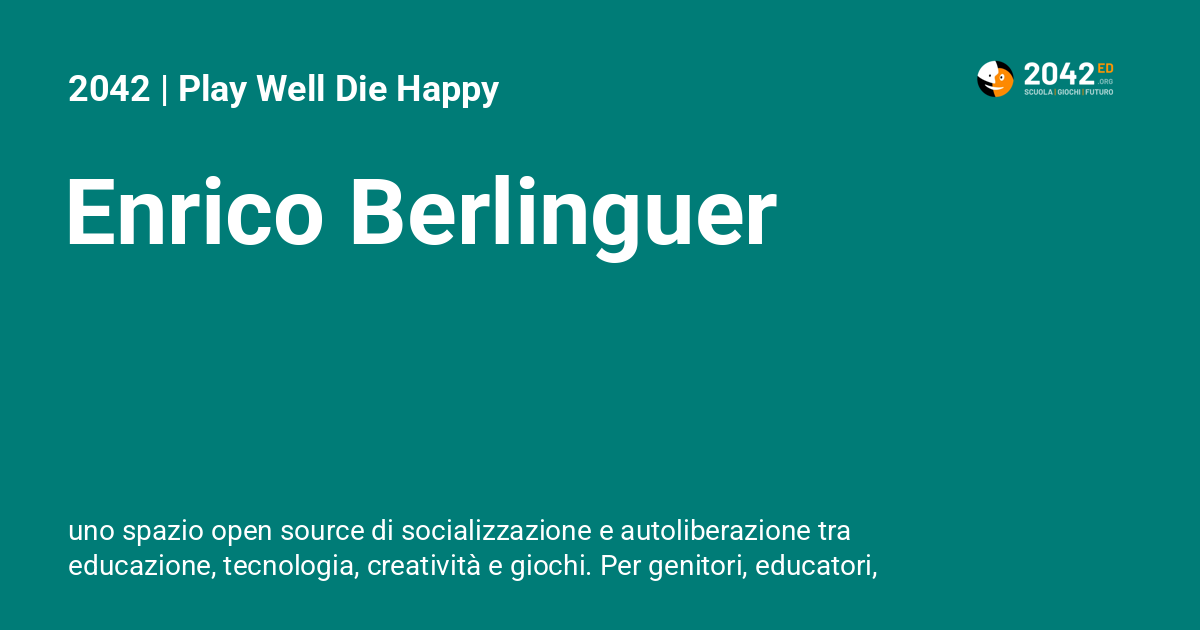 2042 | Play Well Die Happy
2042 ED
.ORG
SCUOLA | GIOCHI | FUTURO
Enrico Berlinguer
uno spazio open source di socializzazione e autoliberazione tra
educazione, tecnologia, creatività e giochi. Per genitori, educatori,